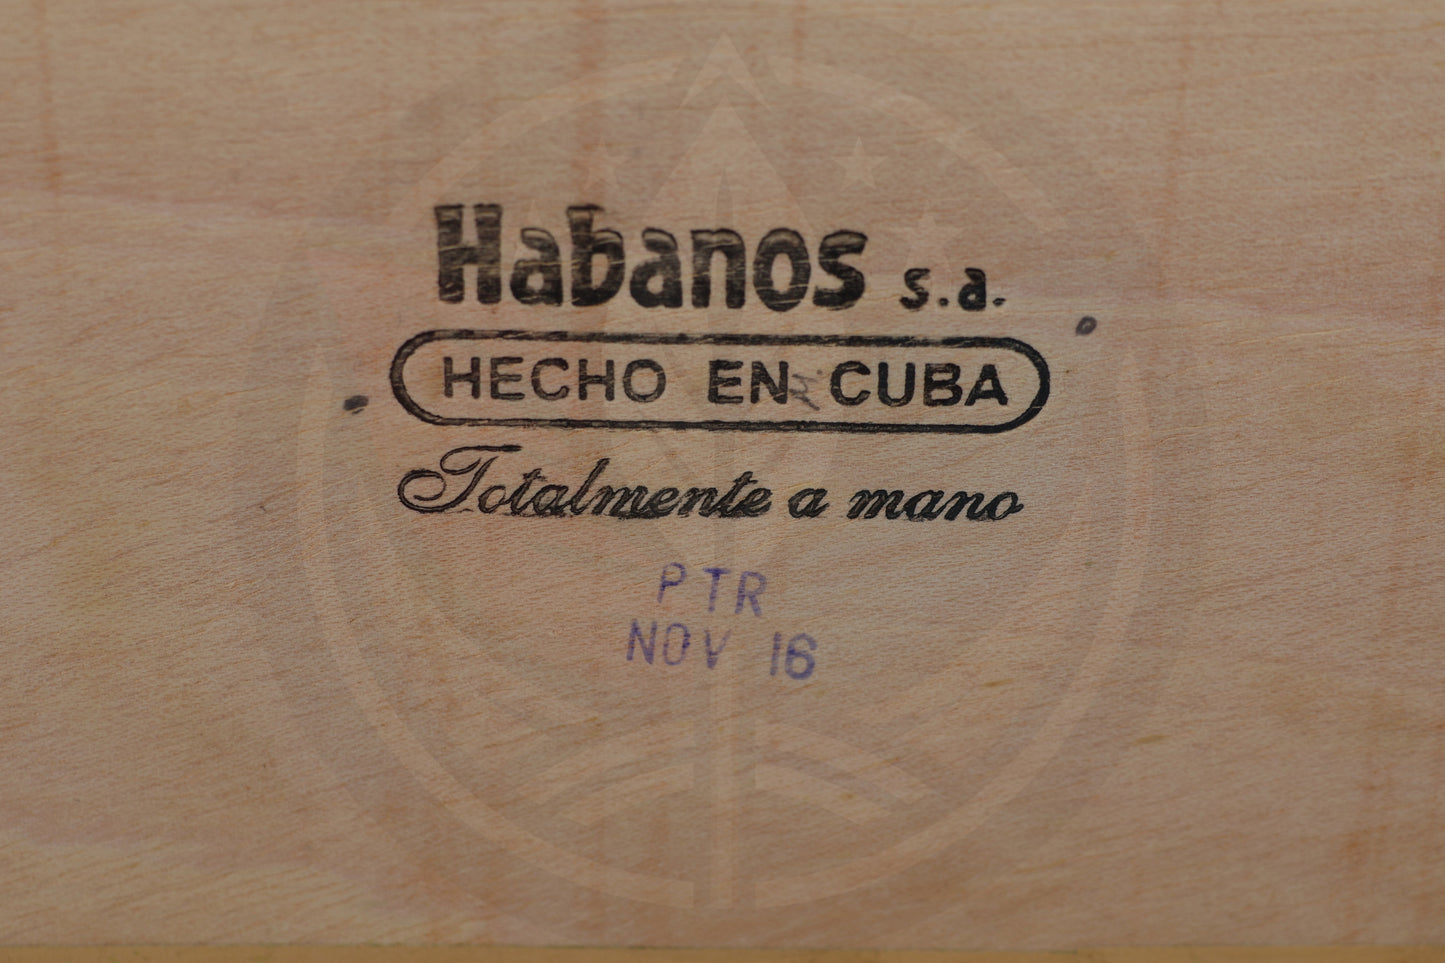 Habanos s.a.
HECHO EN CUBA
Totalmente a mano
PTR
NOV 16